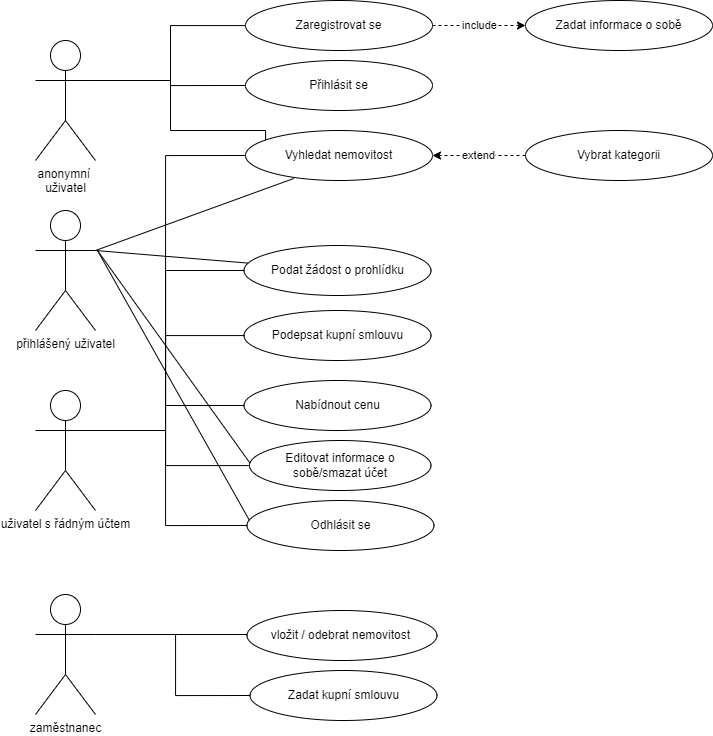 Zaregistrovat se
include
Zadat informace o sobě
Přihlásit se
anonymní
uživatel
Vyhledat nemovitost
extend
Vybrat kategorii
Podat žádost o prohlídku
přihlášený uživatel
Podepsat kupní smlouvu
Nabídnout cenu
Editovat informace o
sobě/smazat účet
uživatel s řádným účtem
Odhlásit se
vložit / odebrat nemovitost
Zadat kupní smlouvu
zaměstnanec